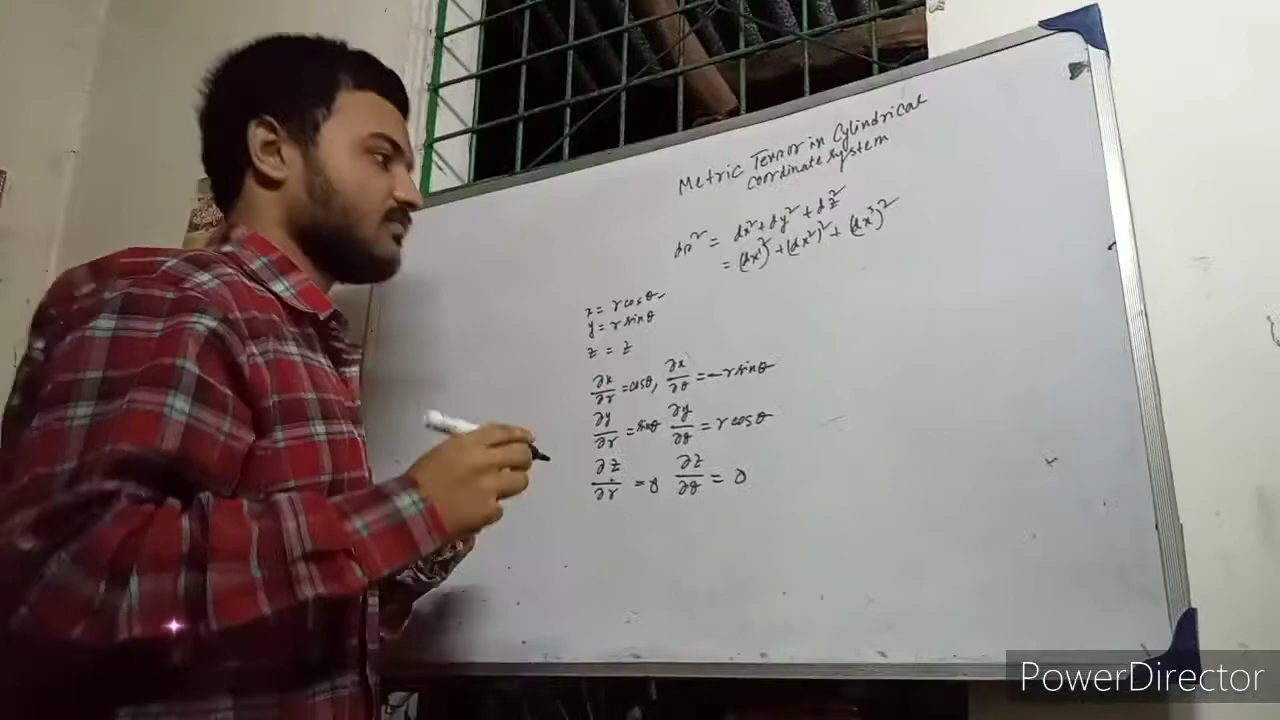 Metric Tensor in Cylindrical
coordinate system
ds² = dx² + dy² + dz²
= (dx¹)² + (dx²)² + (dx³)²
x = r cosθ
y = r sinθ
z = z
∂x/∂r = cosθ, ∂x/∂θ = -r sinθ
∂y/∂r = sinθ ∂y/∂θ = r cosθ
∂z/∂r = 0 ∂z/∂θ = 0
PowerDirector